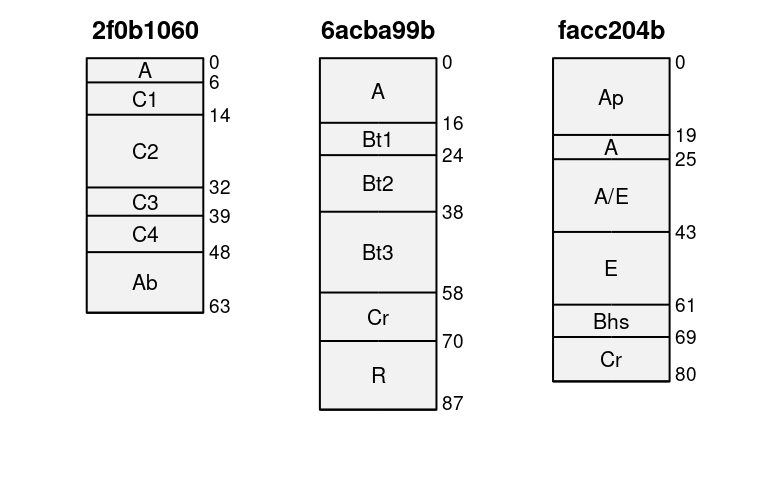 2f0b1060
0
A
6
C1
14
C2
32
C3
39
C4
48
Ab
63
6acba99b
0
A
16
Bt1
24
Bt2
38
Bt3
58
Cr
70
R
87
facc204b
0
Ap
19
A
25
A/E
43
E
61
Bhs
69
Cr
80